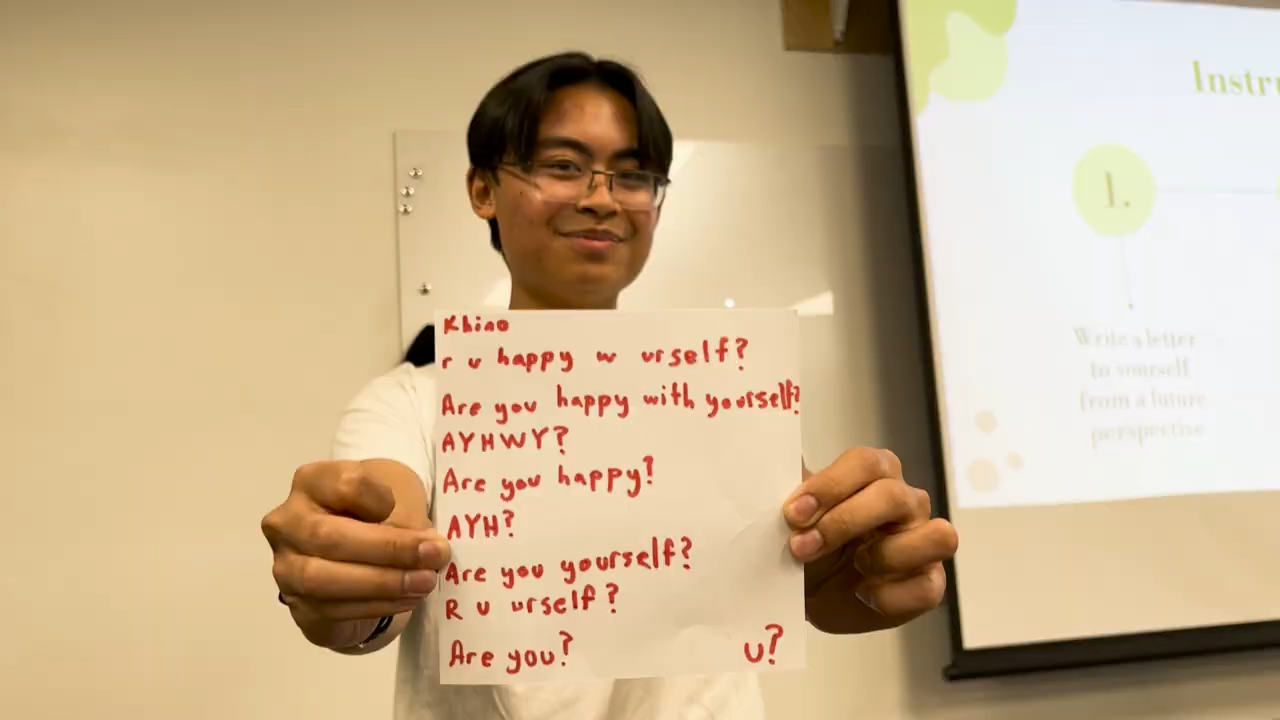 Khino
r u happy w urself?
Are you happy with yourself?
AYHWY?
Are you happy?
AYH?
Are you yourself?
R u urself?
Are you? u?
Instru
1.
Write a letter
to yourself
from a future
perspective